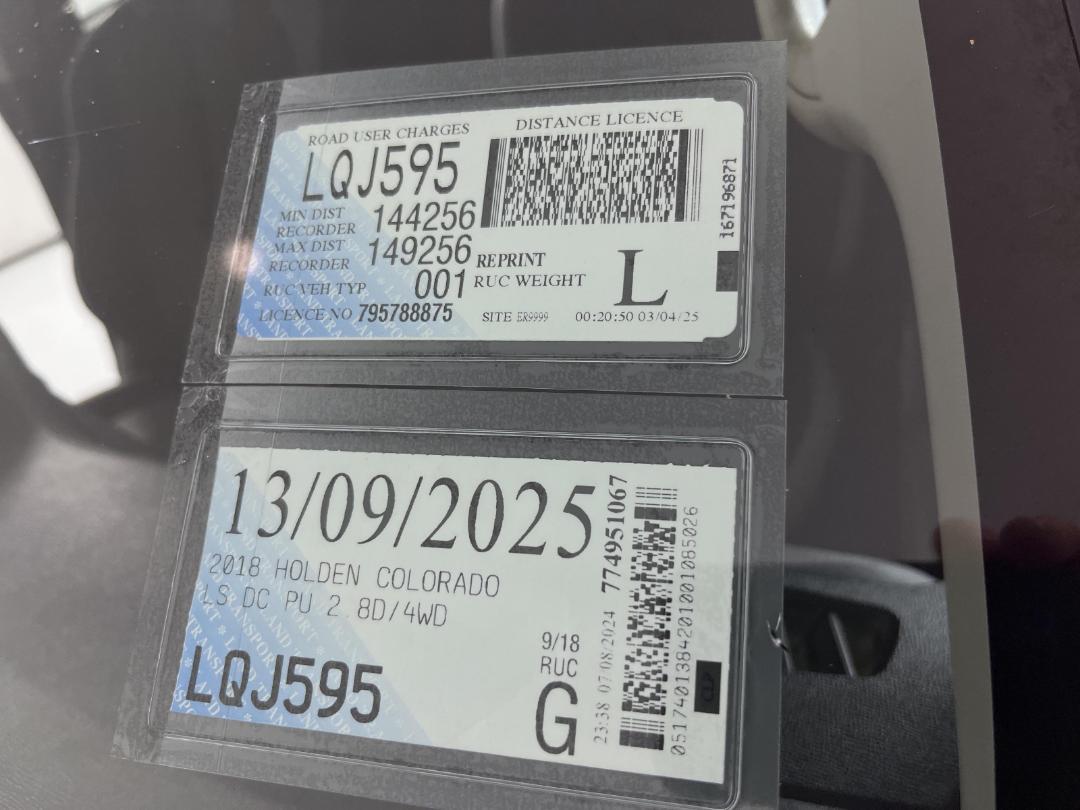 ROAD USER CHARGES
DISTANCE LICENCE
LQJ595
MIN DIST
RECORDER 144256
MAX DIST
RECORDER 149256
REPRINT
RUC VEH TYP 001
RUC WEIGHT L
LICENCE NO 795788875
SITE ER9999 00:20:50 03/04/25
167196871
13/09/2025
2018 HOLDEN COLORADO
LS DC PU 2.8D/4WD
LQJ595
9/18
RUC
G
23:38 07/08/2024 774951067
0517401384201001085026